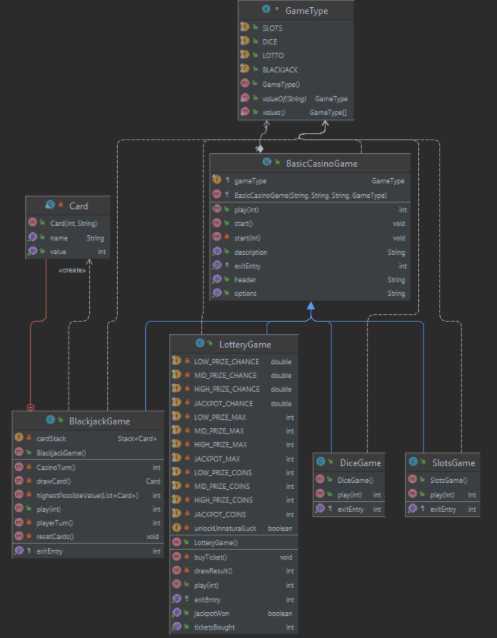 GameType
SLOTS
DICE
LOTTO
BLACKJACK
GameType()
valueOf(String) GameType
values() GameType[]
BasicCasinoGame
gameType GameType
BasicCasinoGame(String, String, String, GameType)
play(int) int
start() void
start(int) void
description String
exitEntry int
header String
options String
Card
Card(int, String)
name String
value int
«create»
LotteryGame
LOW_PRIZE_CHANCE double
MID_PRIZE_CHANCE double
HIGH_PRIZE_CHANCE double
JACKPOT_CHANCE double
LOW_PRIZE_MAX int
MID_PRIZE_MAX int
HIGH_PRIZE_MAX int
JACKPOT_MAX int
LOW_PRIZE_COINS int
MID_PRIZE_COINS int
HIGH_PRIZE_COINS int
JACKPOT_COINS int
unlockUnnaturalLuck boolean
LotteryGame()
buyTicket() void
drawResult() int
play(int) int
exitEntry int
jackpotWon boolean
ticketsBought int
BlackjackGame
cardStack Stack<Card>
BlackjackGame()
CasinoTurn() int
drawCard() Card
highestPossibleValue(List<Card>) int
play(int) int
playerTurn() int
resetCards() void
exitEntry int
DiceGame
DiceGame()
play(int) int
exitEntry int
SlotsGame
SlotsGame()
play(int) int
exitEntry int